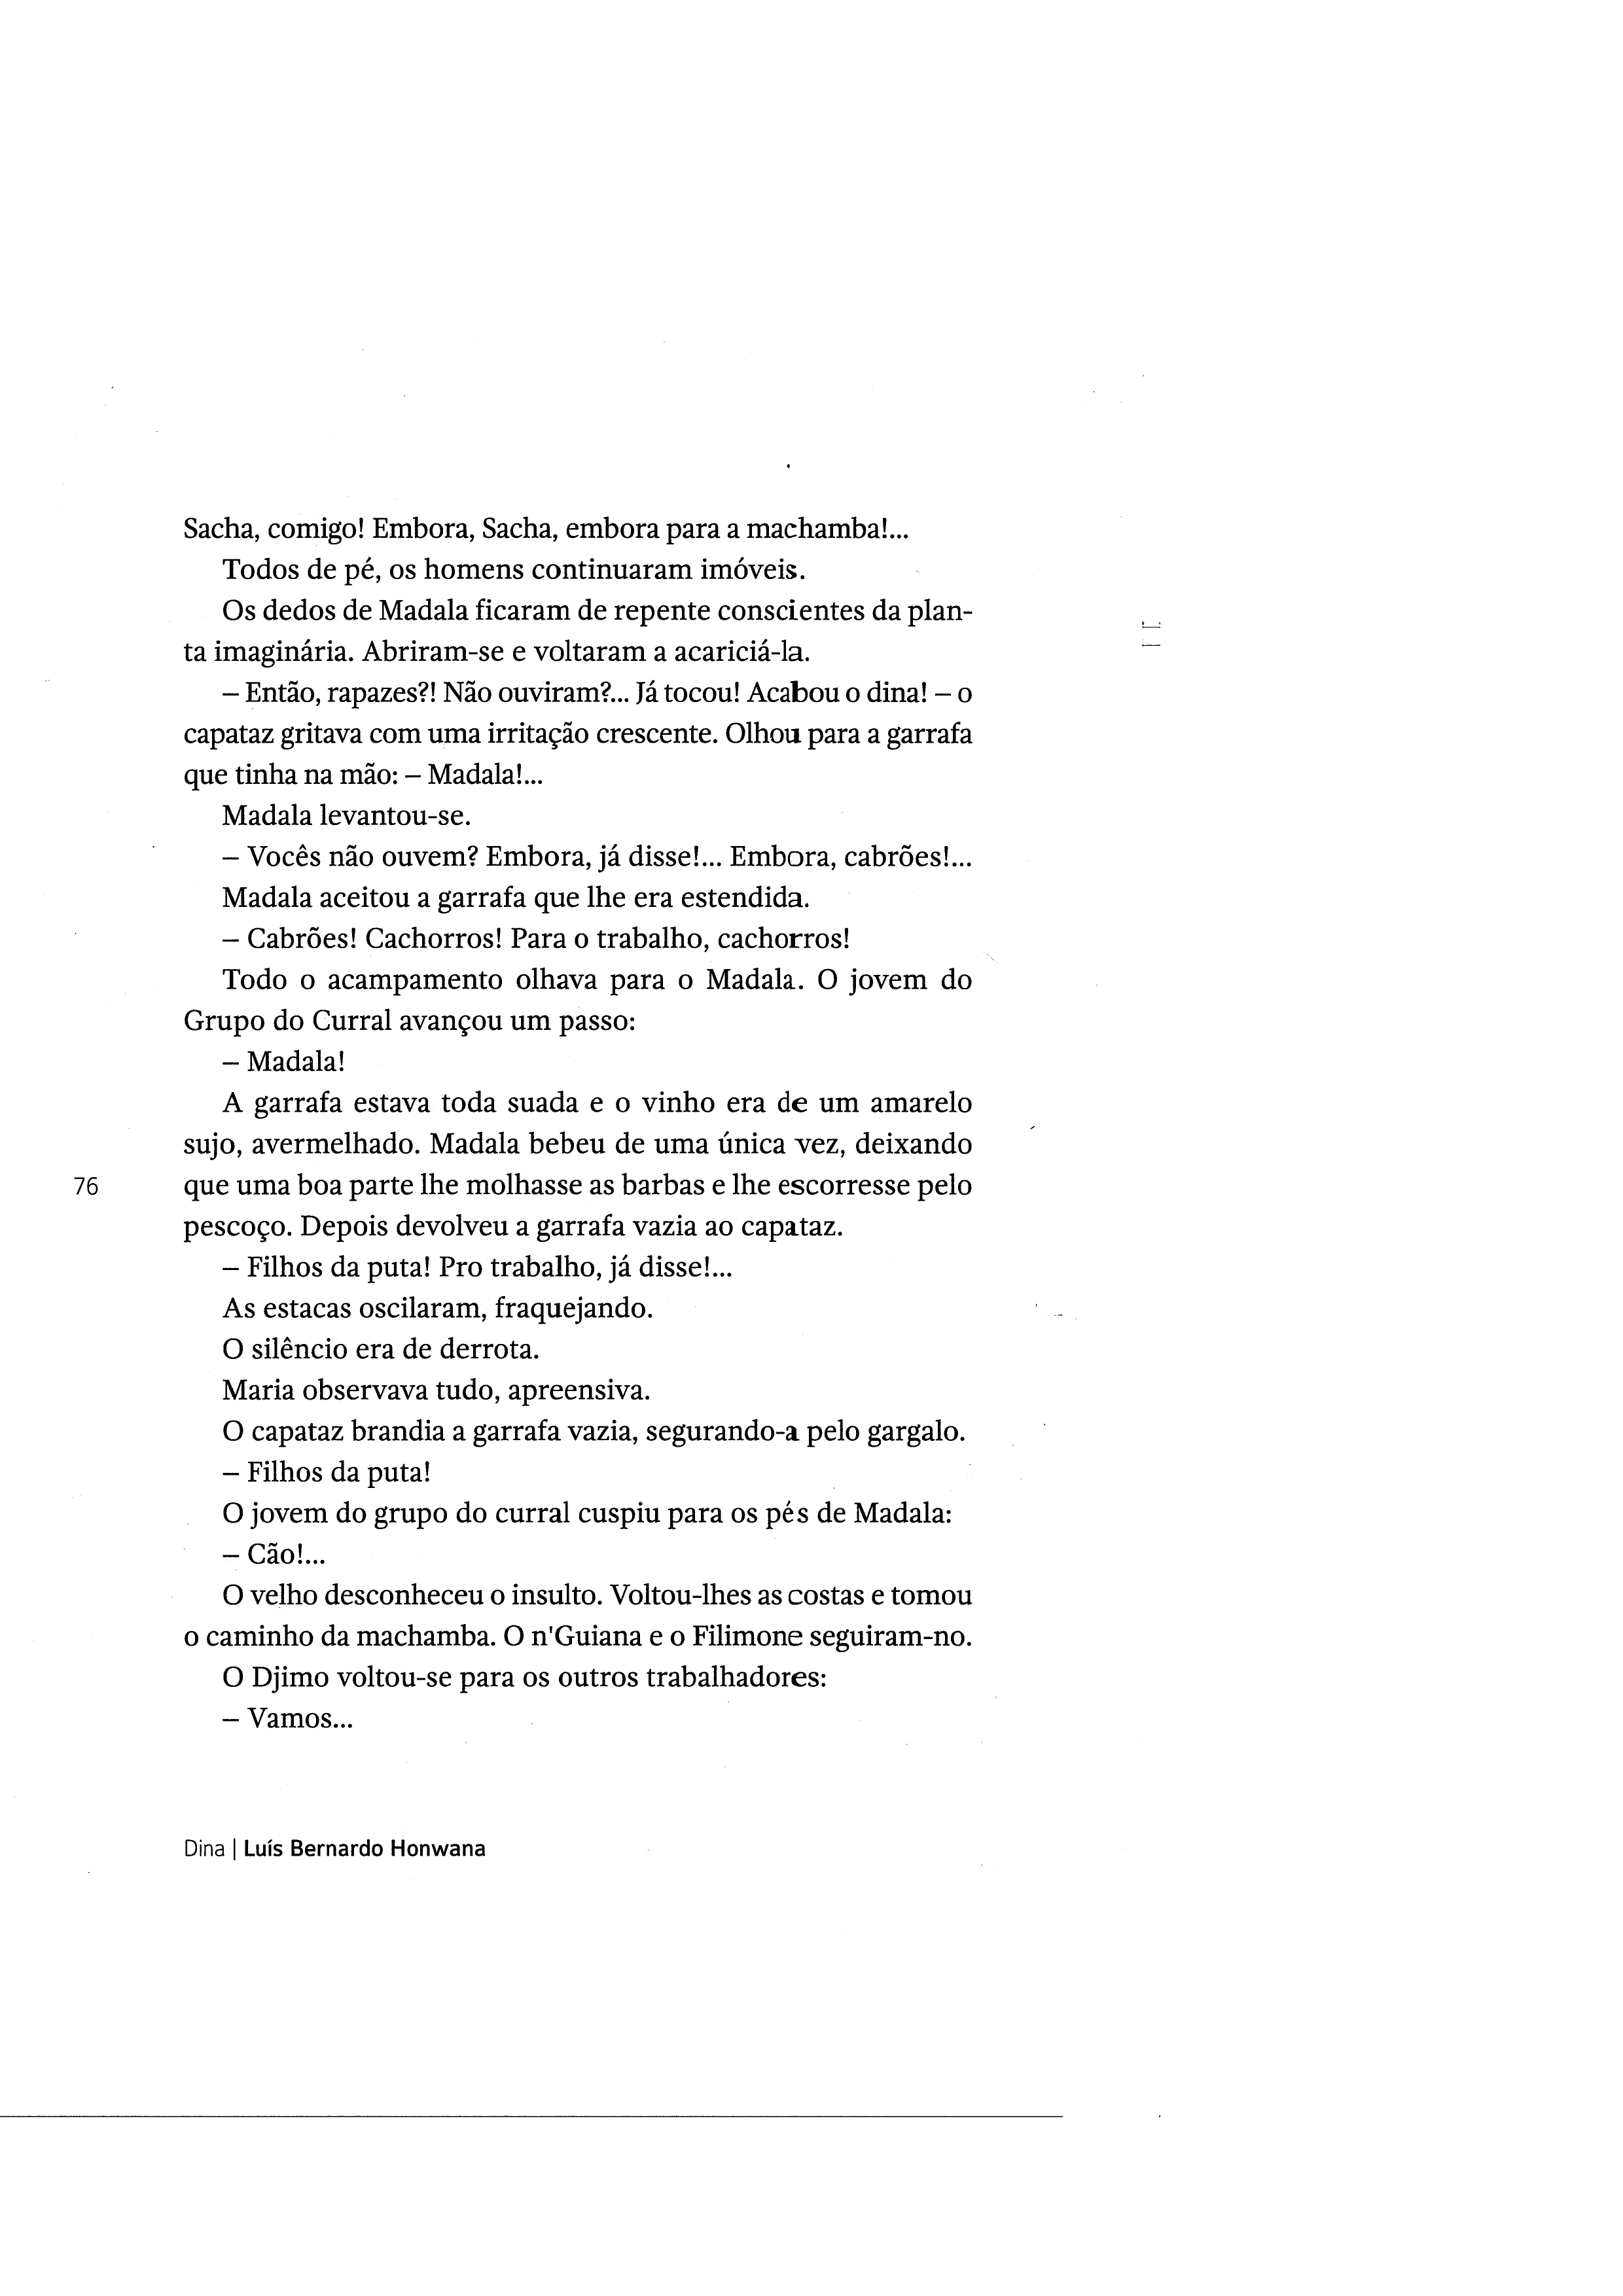 Sacha, comigo! Embora, Sacha, embora para a machamba!...
Todos de pé, os homens continuaram imóveis.
Os dedos de Madala ficaram de repente conscientes da plan-
ta imaginária. Abriram-se e voltaram a acariciá-la.
– Então, rapazes?! Não ouviram?... Já tocou! Acabou o dina! – o
capataz gritava com uma irritação crescente. Olhou para a garrafa
que tinha na mão: – Madala!...
Madala levantou-se.
– Vocês não ouvem? Embora, já disse!... Embora, cabrões!...
Madala aceitou a garrafa que lhe era estendida.
– Cabrões! Cachorros! Para o trabalho, cachorros!
Todo o acampamento olhava para o Madala. O jovem do
Grupo do Curral avançou um passo:
– Madala!
A garrafa estava toda suada e o vinho era de um amarelo
sujo, avermelhado. Madala bebeu de uma única vez, deixando
76 que uma boa parte lhe molhasse as barbas e lhe escorresse pelo
pescoço. Depois devolveu a garrafa vazia ao capataz.
– Filhos da puta! Pro trabalho, já disse!...
As estacas oscilaram, fraquejando.
O silêncio era de derrota.
Maria observava tudo, apreensiva.
O capataz brandia a garrafa vazia, segurando-a pelo gargalo.
– Filhos da puta!
O jovem do grupo do curral cuspiu para os pés de Madala:
– Cão!...
O velho desconheceu o insulto. Voltou-lhes as costas e tomou
o caminho da machamba. O n'Guiana e o Filimone seguiram-no.
O Djimo voltou-se para os outros trabalhadores:
– Vamos...
Dina | Luís Bernardo Honwana